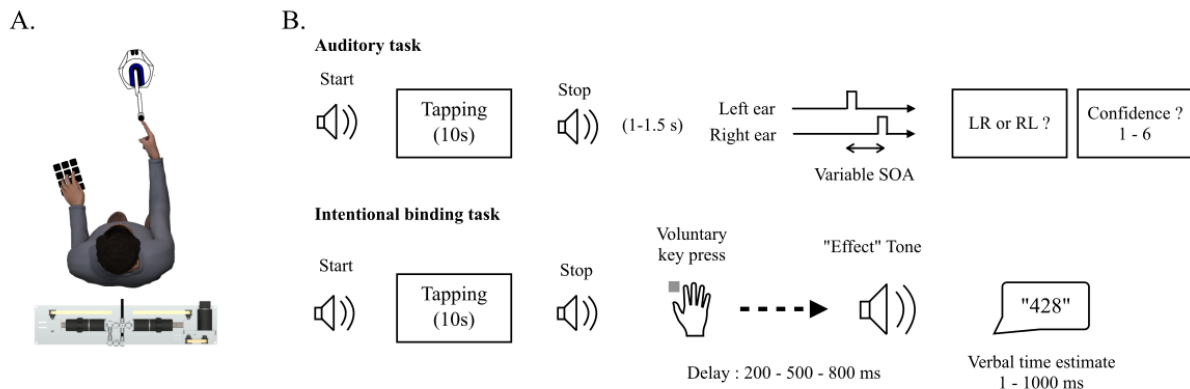 A.
B.
Auditory task
Start
Tapping
(10s)
Stop
(1-1.5 s)
Left ear
Right ear
Variable SOA
LR or RL ?
Confidence ?
1 - 6
Intentional binding task
Start
Tapping
(10s)
Stop
Voluntary
key press
"Effect" Tone
Delay : 200 - 500 - 800 ms
"428"
Verbal time estimate
1 - 1000 ms